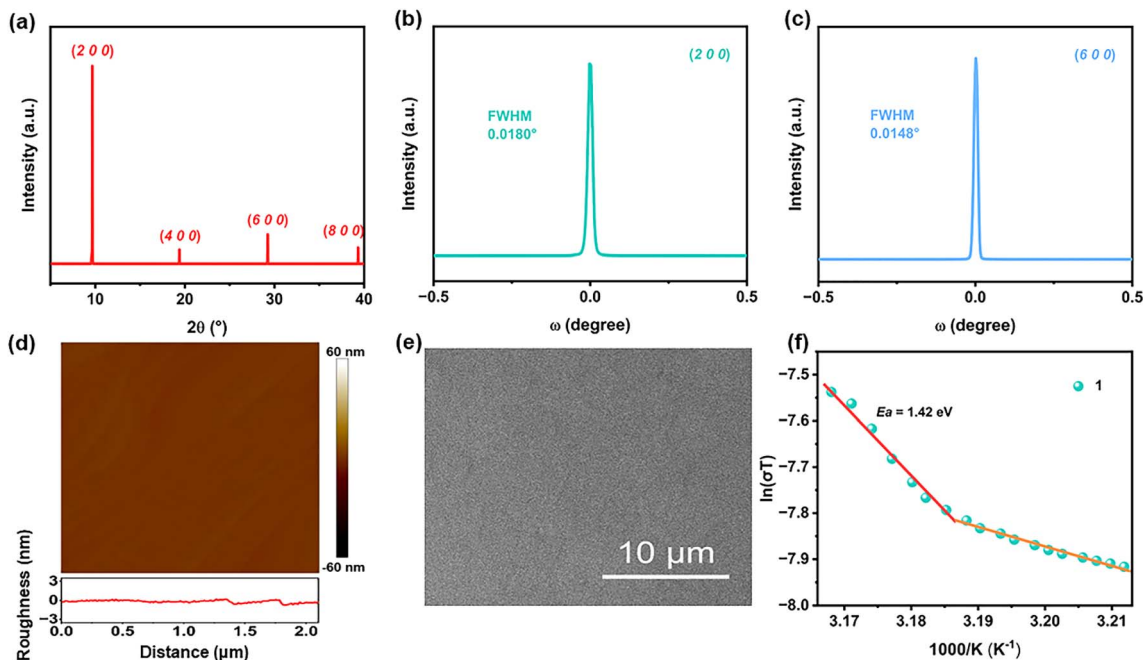 (a)
(2 0 0)
(4 0 0)
(6 0 0)
(8 0 0)
Intensity (a.u.)
10
20
30
40
2θ (°)
(b)
(2 0 0)
FWHM
0.0180°
Intensity (a.u.)
−0.5
0.0
0.5
ω (degree)
(c)
(6 0 0)
FWHM
0.0148°
Intensity (a.u.)
−0.5
0.0
0.5
ω (degree)
(d)
60 nm
-60 nm
Roughness (nm)
3
0
−3
0.0
0.5
1.0
1.5
2.0
Distance (μm)
(e)
10 μm
(f)
1
Ea = 1.42 eV
ln(σT)
−7.5
−7.6
−7.7
−7.8
−7.9
−8.0
3.17
3.18
3.19
3.20
3.21
1000/K (K⁻¹)